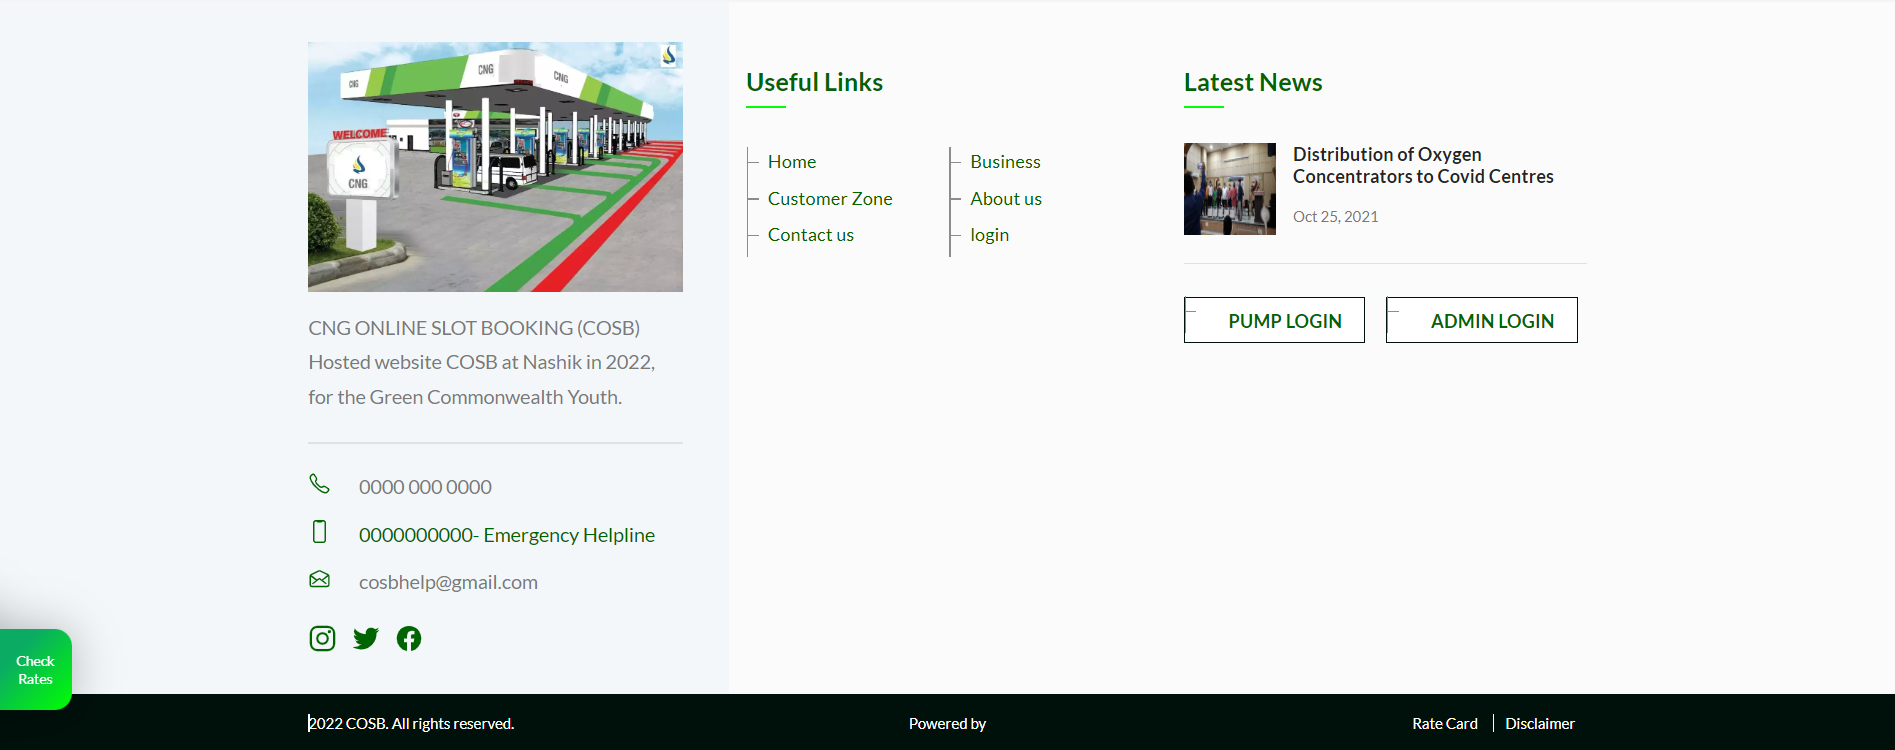 CNG
CNG
CNG
WELCOME
CNG
CNG ONLINE SLOT BOOKING (COSB)
Hosted website COSB at Nashik in 2022,
for the Green Commonwealth Youth.
0000 000 0000
0000000000- Emergency Helpline
cosbhelp@gmail.com
Check
Rates
Useful Links
Home
Customer Zone
Contact us
Business
About us
login
Latest News
Distribution of Oxygen
Concentrators to Covid Centres
Oct 25, 2021
PUMP LOGIN
ADMIN LOGIN
2022 COSB. All rights reserved.
Powered by
Rate Card
Disclaimer